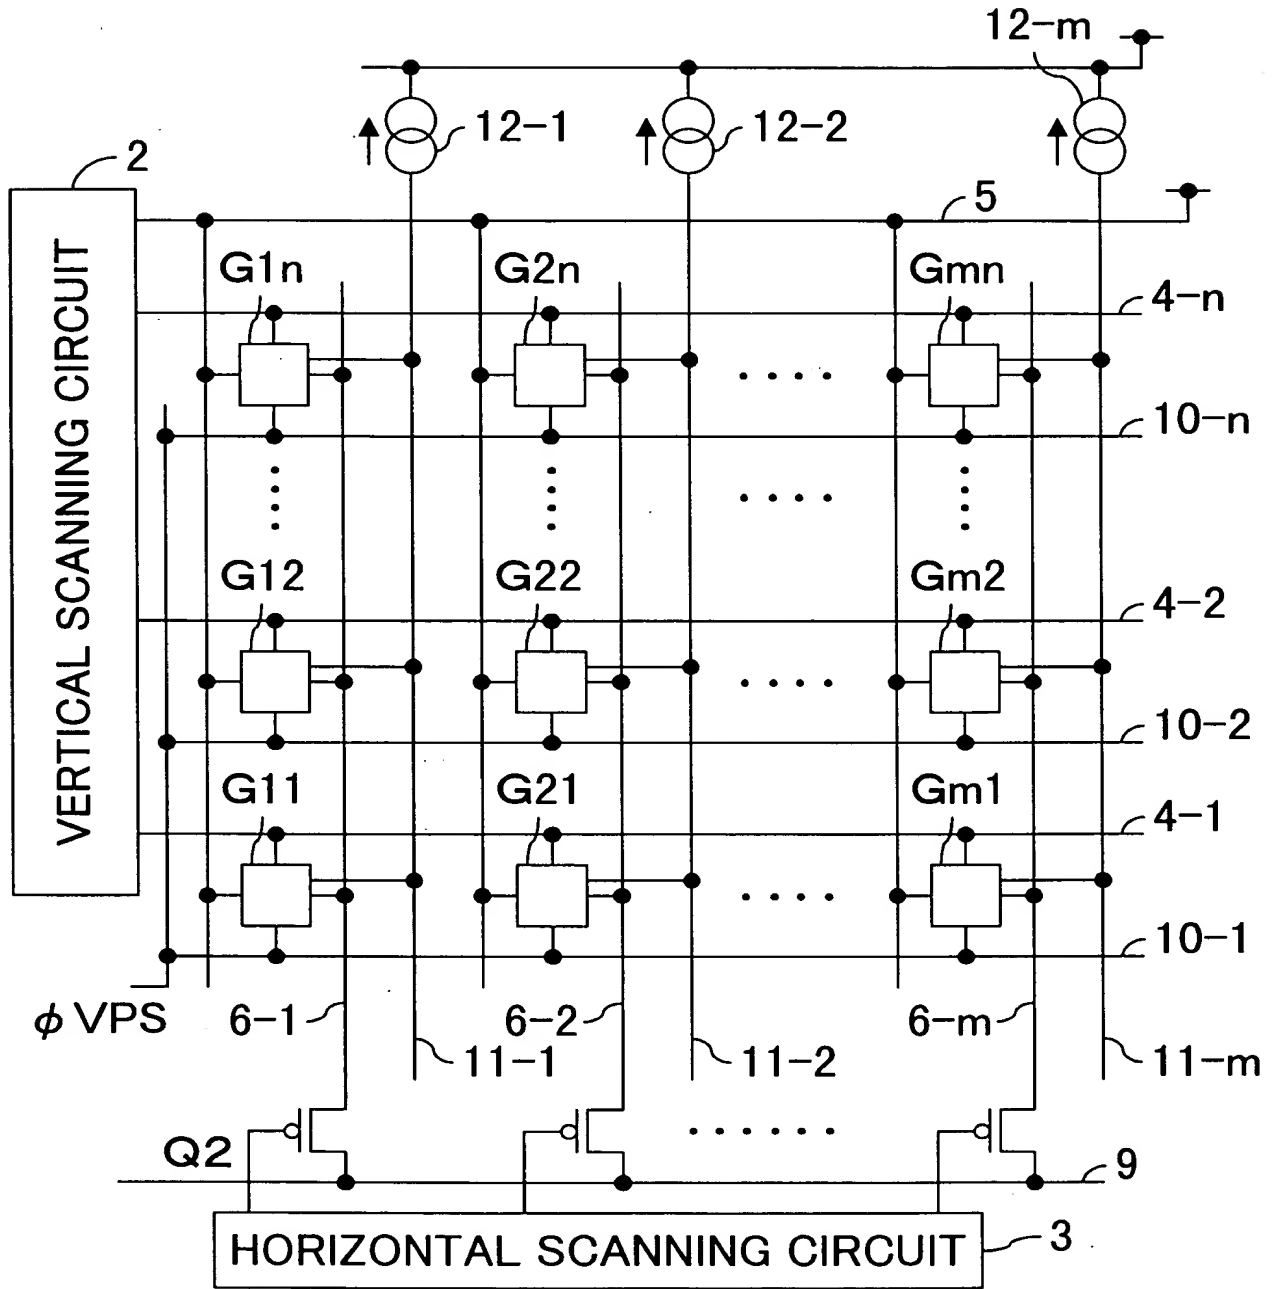 12-m
12-1
12-2
2
5
G1n
G2n
Gmn
4-n
10-n
VERTICAL SCANNING CIRCUIT
G12
G22
Gm2
4-2
10-2
G11
G21
Gm1
4-1
10-1
φVPS
6-1
6-2
6-m
11-1
11-2
11-m
Q2
9
HORIZONTAL SCANNING CIRCUIT
3